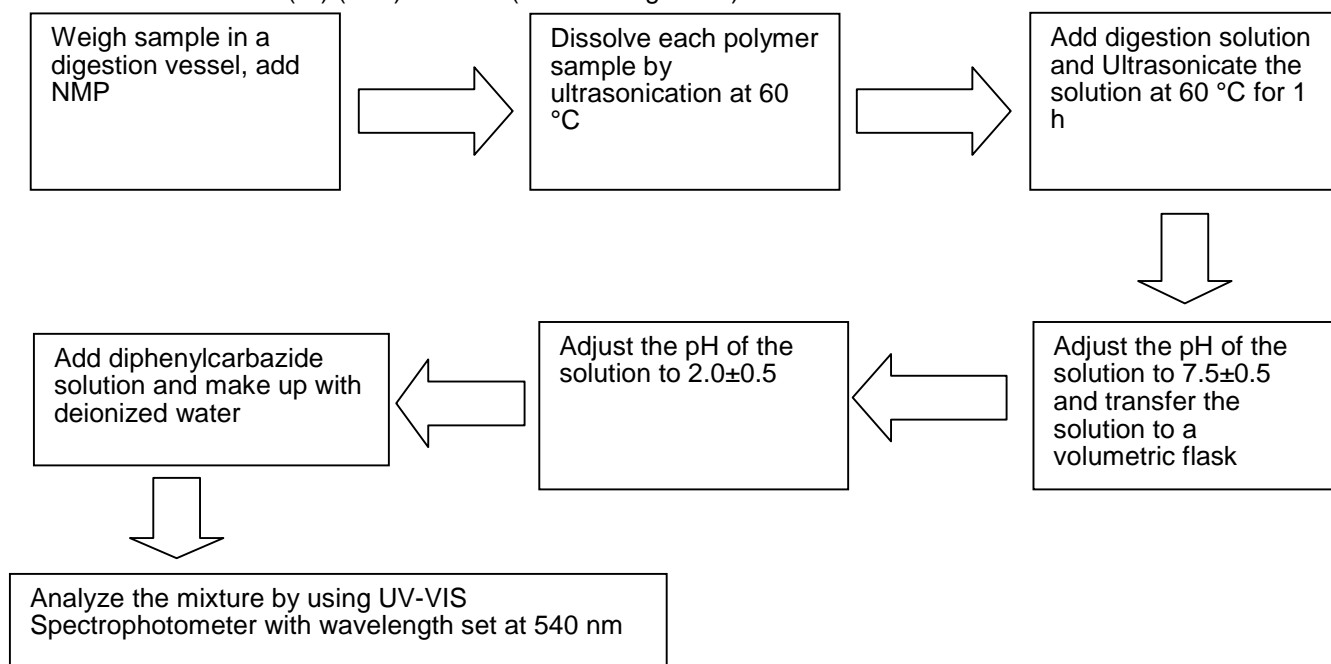 Weigh sample in a
digestion vessel, add
NMP
Dissolve each polymer
sample by
ultrasonication at 60
°C
Add digestion solution
and Ultrasonicate the
solution at 60 °C for 1
h
Adjust the pH of the
solution to 7.5±0.5
and transfer the
solution to a
volumetric flask
Adjust the pH of the
solution to 2.0±0.5
Add diphenylcarbazide
solution and make up with
deionized water
Analyze the mixture by using UV-VIS
Spectrophotometer with wavelength set at 540 nm